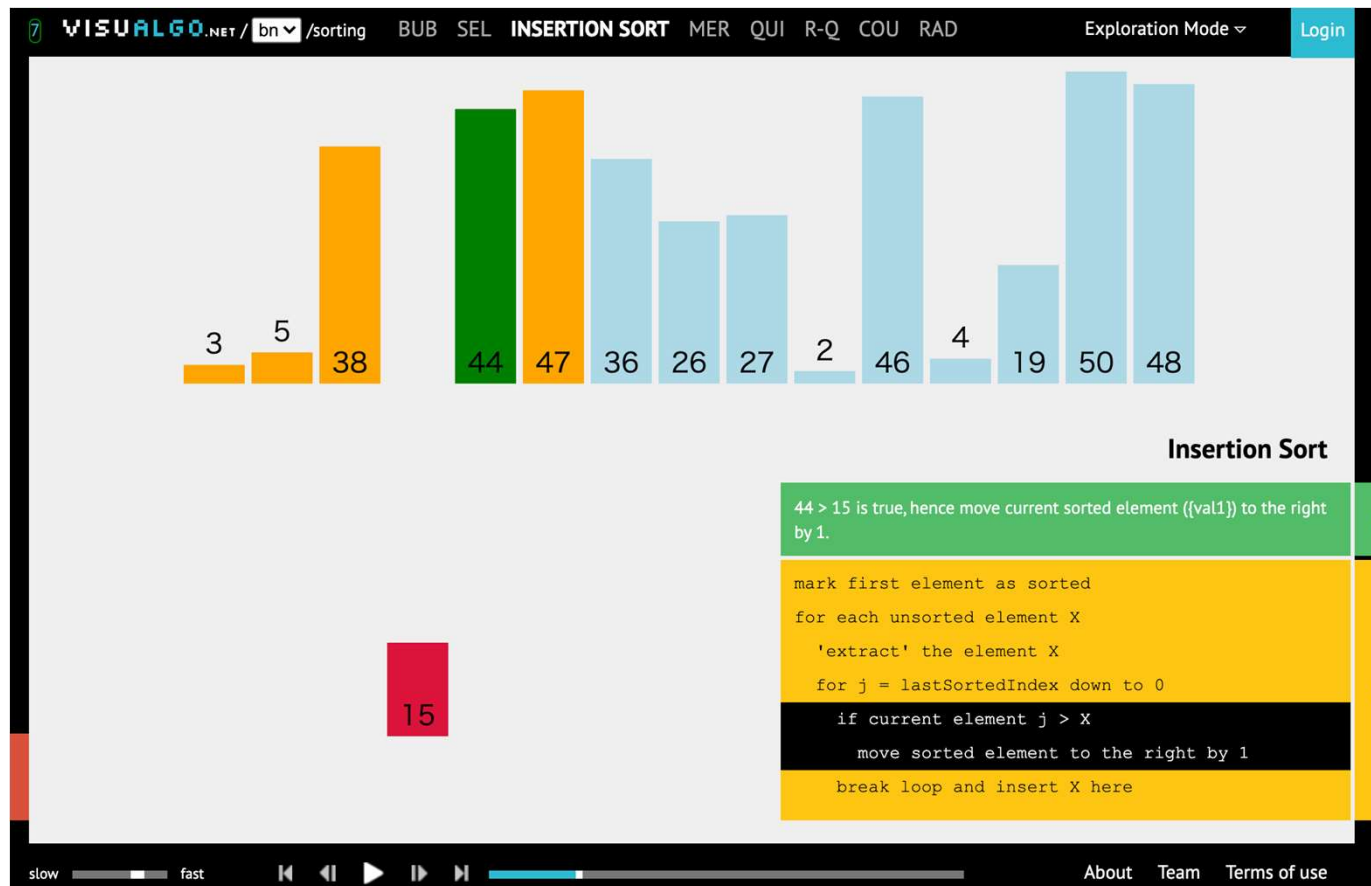 7 VISUALGO.NET / bn /sorting BUB SEL INSERTION SORT MER QUI R-Q COU RAD Exploration Mode ▿ Login
3 5 38 44 47 36 26 27 2 46 4 19 50 48
Insertion Sort
44 > 15 is true, hence move current sorted element ({val1}) to the right
by 1.
mark first element as sorted
for each unsorted element X
'extract' the element X
for j = lastSortedIndex down to 0
if current element j > X
move sorted element to the right by 1
break loop and insert X here
15
slow fast About Team Terms of use